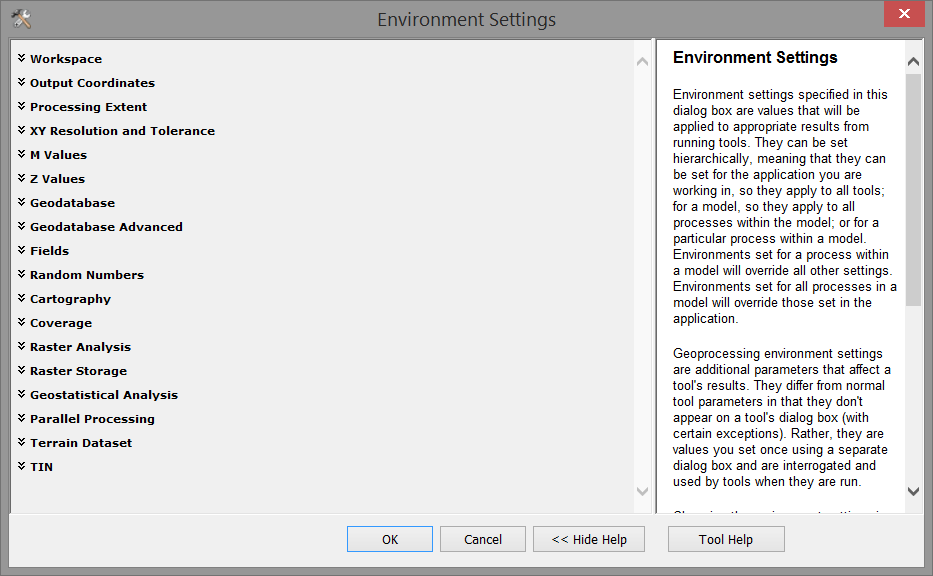 Environment Settings
Workspace
Output Coordinates
Processing Extent
XY Resolution and Tolerance
M Values
Z Values
Geodatabase
Geodatabase Advanced
Fields
Random Numbers
Cartography
Coverage
Raster Analysis
Raster Storage
Geostatistical Analysis
Parallel Processing
Terrain Dataset
TIN
Environment Settings
Environment settings specified in this
dialog box are values that will be
applied to appropriate results from
running tools. They can be set
hierarchically, meaning that they can
be set for the application you are
working in, so they apply to all tools;
for a model, so they apply to all
processes within the model; or for a
particular process within a model.
Environments set for a process within
a model will override all other settings.
Environments set for all processes in a
model will override those set in the
application.
Geoprocessing environment settings
are additional parameters that affect a
tool's results. They differ from normal
tool parameters in that they don't
appear on a tool's dialog box (with
certain exceptions). Rather, they are
values you set once using a separate
dialog box and are interrogated and
used by tools when they are run.
OK
Cancel
<< Hide Help
Tool Help